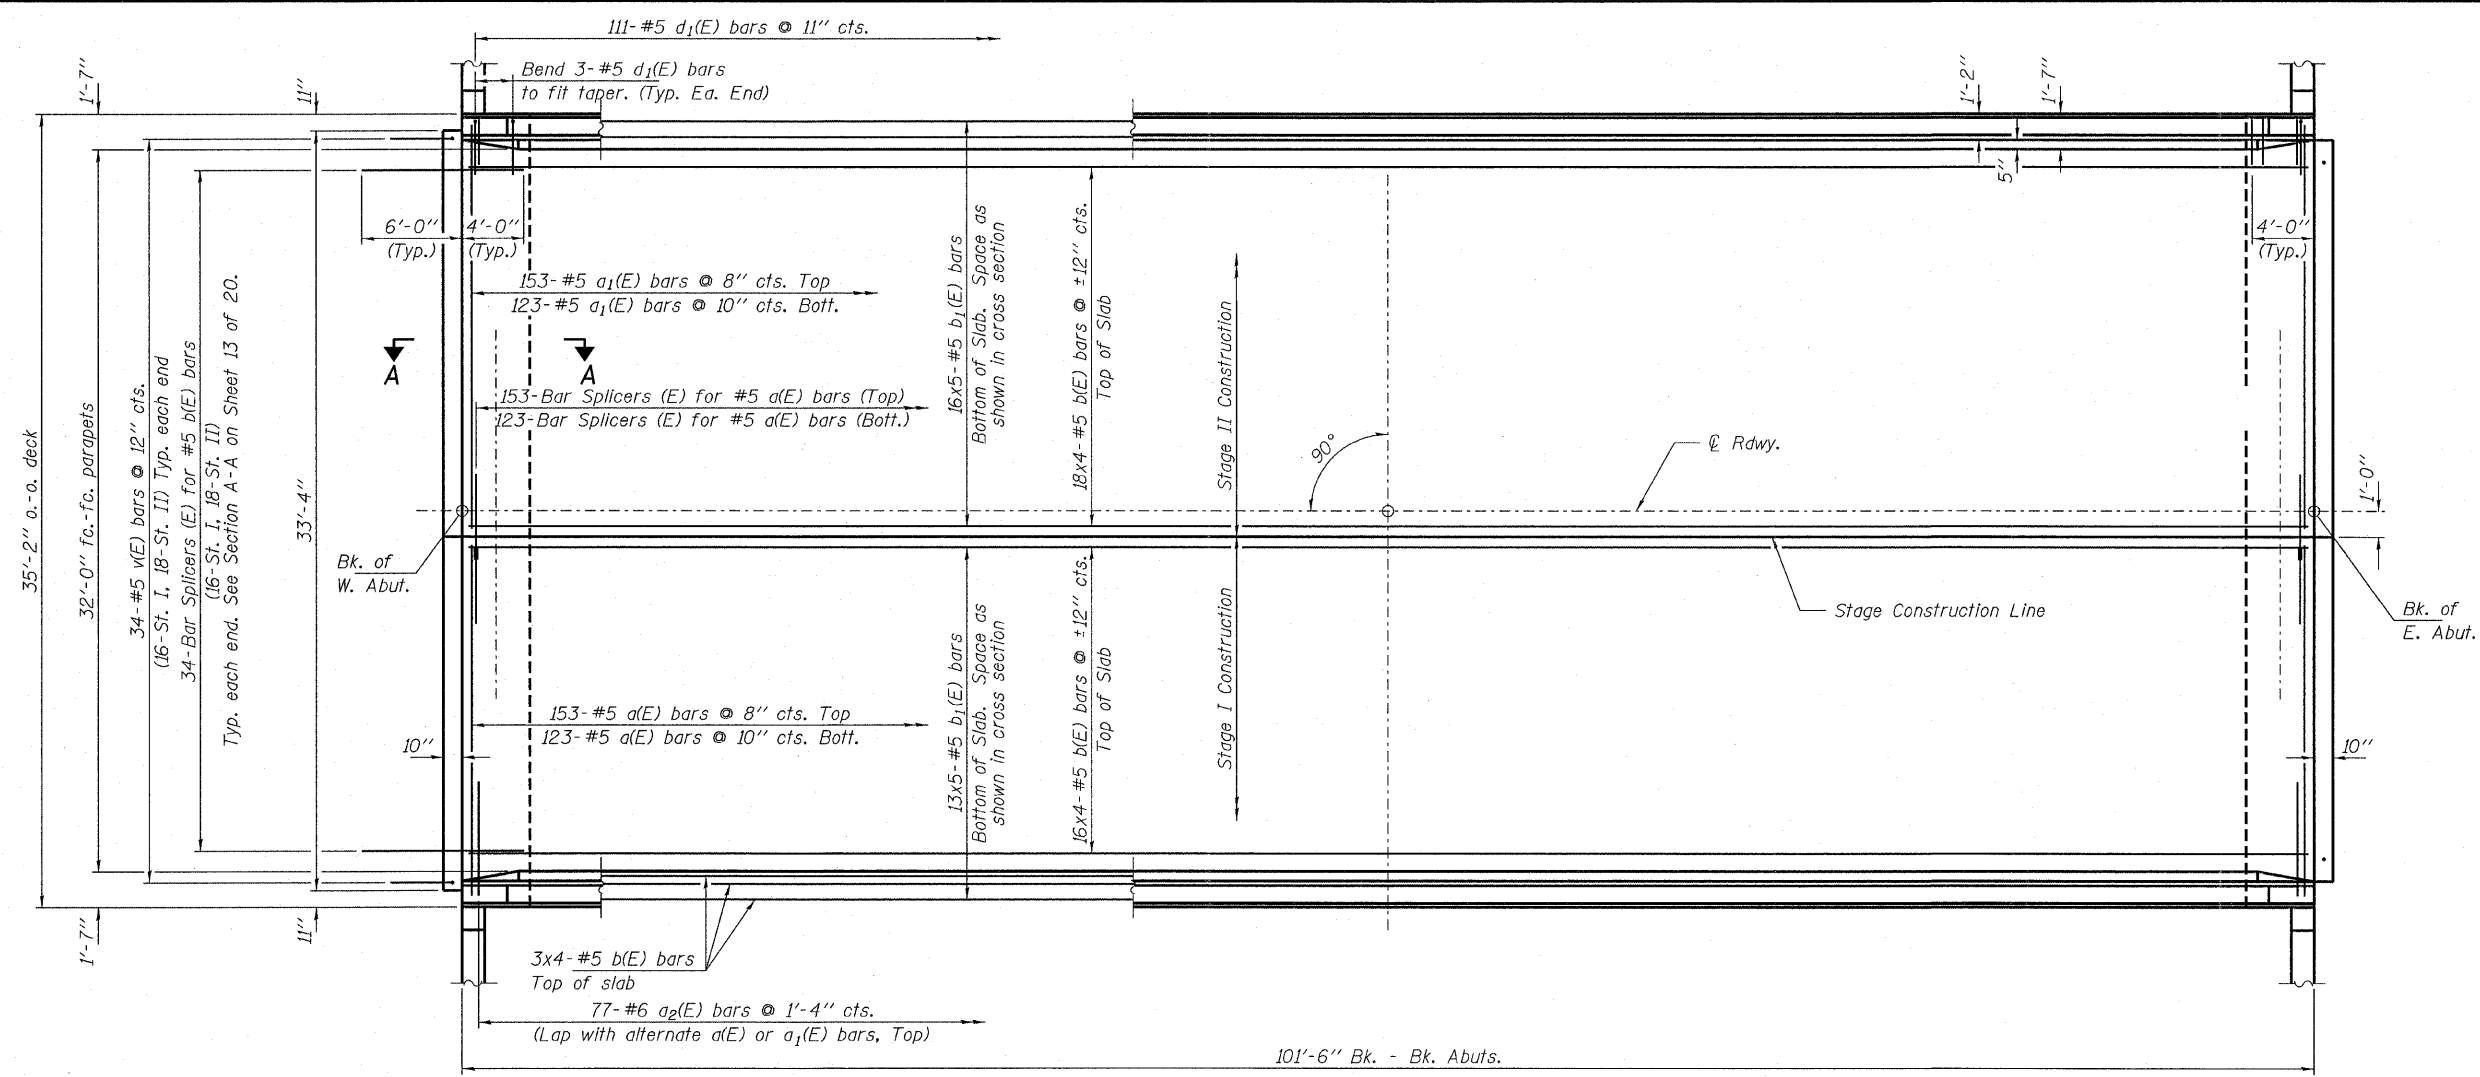 111-#5 d₁(E) bars @ 11" cts.
Bend 3-#5 d₁(E) bars
to fit taper. (Typ. Ea. End)
1'-7"
11"
1'-2"
1'-7"
5"
6'-0"
(Typ.)
4'-0"
(Typ.)
4'-0"
(Typ.)
153-#5 a₁(E) bars @ 8" cts. Top
123-#5 a₁(E) bars @ 10" cts. Bott.
A
A
153-Bar Splicers (E) for #5 a(E) bars (Top)
123-Bar Splicers (E) for #5 a(E) bars (Bott.)
16x5-#5 b₁(E) bars
Bottom of Slab. Space as
shown in cross section
18x4-#5 b(E) bars @ ±12" cts.
Top of Slab
Stage II Construction
90°
℄ Rdwy.
1'-0"
35'-2" o.-o. deck
32'-0" fc.-fc. parapets
34-#5 v(E) bars @ 12" cts.
(16-St. I, 18-St. II) Typ. each end
34-Bar Splicers (E) for #5 b(E) bars
(16-St. I, 18-St. II)
Typ. each end. See Section A-A on Sheet 13 of 20.
33'-4"
Bk. of
W. Abut.
Stage Construction Line
Bk. of
E. Abut.
13x5-#5 b₁(E) bars
Bottom of Slab. Space as
shown in cross section
16x4-#5 b(E) bars @ ±12" cts.
Top of Slab
Stage I Construction
153-#5 a(E) bars @ 8" cts. Top
123-#5 a(E) bars @ 10" cts. Bott.
10"
10"
1'-7"
11"
3x4-#5 b(E) bars
Top of slab
77-#6 a₂(E) bars @ 1'-4" cts.
(Lap with alternate a(E) or a₁(E) bars, Top)
101'-6" Bk. - Bk. Abuts.